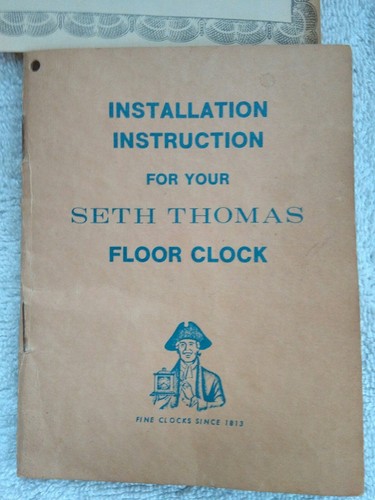 INSTALLATION
INSTRUCTION
FOR YOUR
SETH THOMAS
FLOOR CLOCK
FINE CLOCKS SINCE 1813